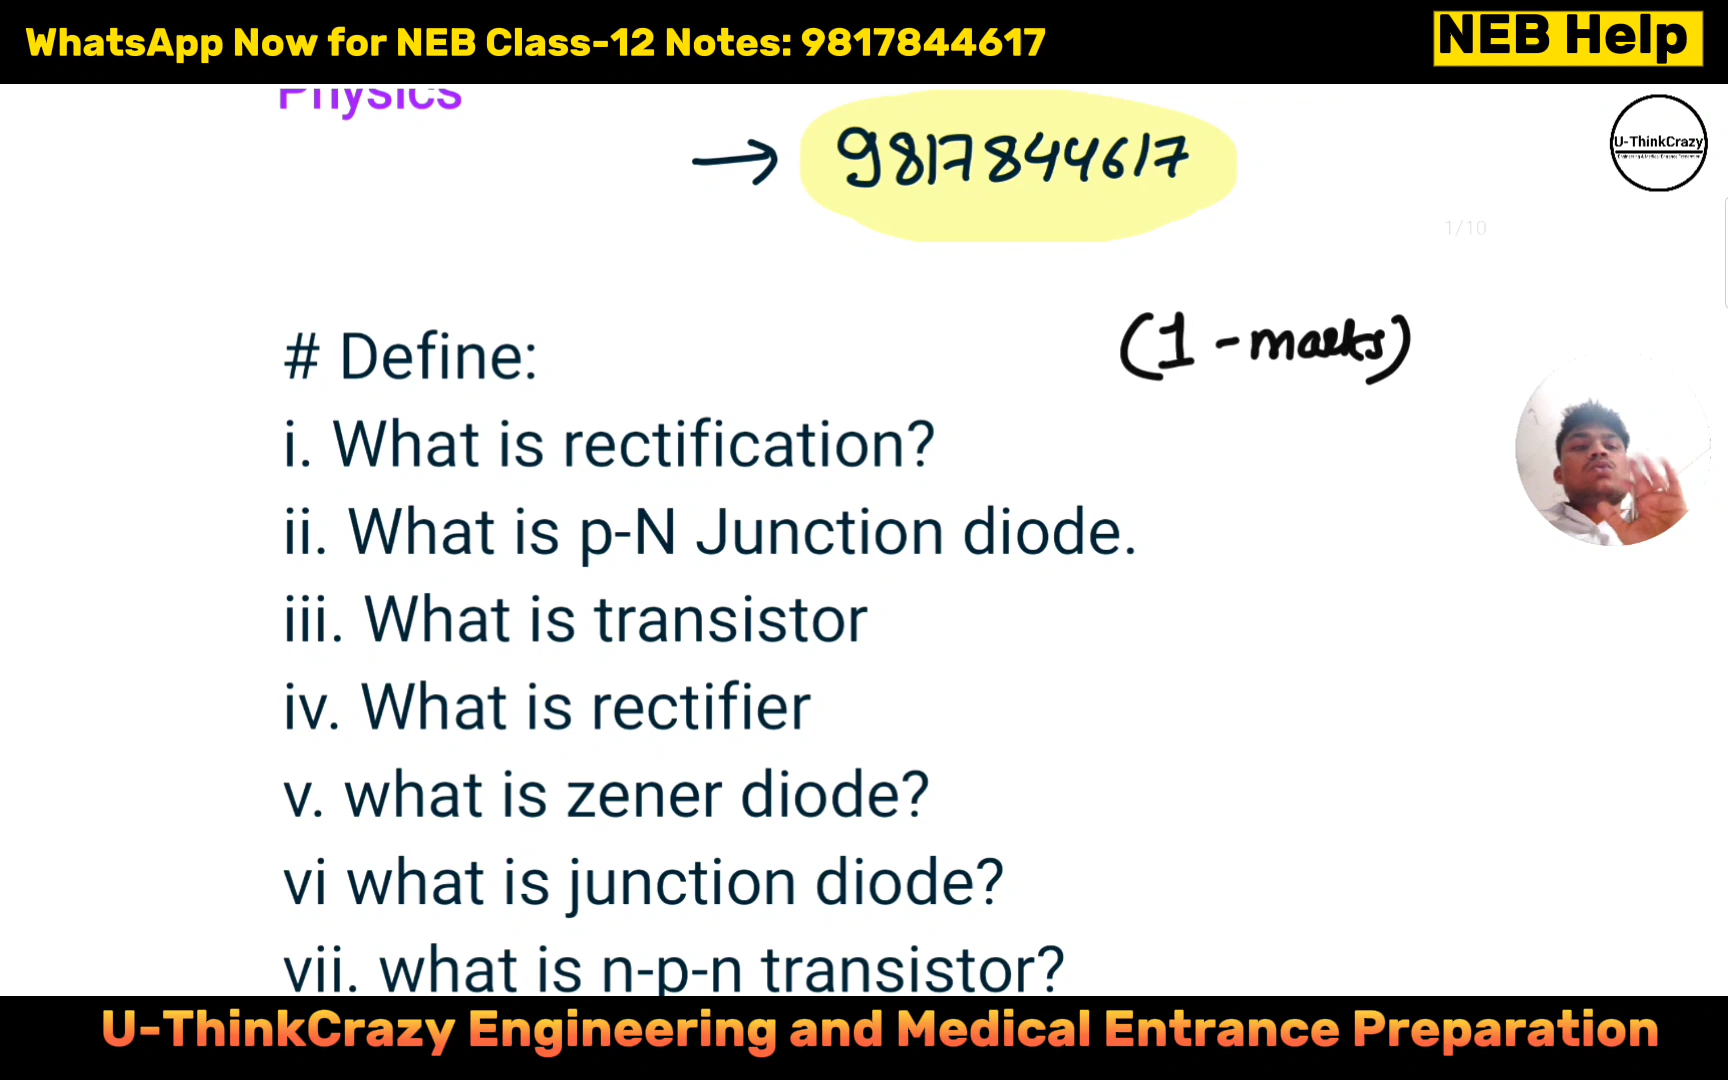 WhatsApp Now for NEB Class-12 Notes: 9817844617
NEB Help
Physics
→ 9817844617
U-ThinkCrazy
1/10
# Define:
(1 - marks)
i. What is rectification?
ii. What is p-N Junction diode.
iii. What is transistor
iv. What is rectifier
v. what is zener diode?
vi what is junction diode?
vii. what is n-p-n transistor?
U-ThinkCrazy Engineering and Medical Entrance Preparation